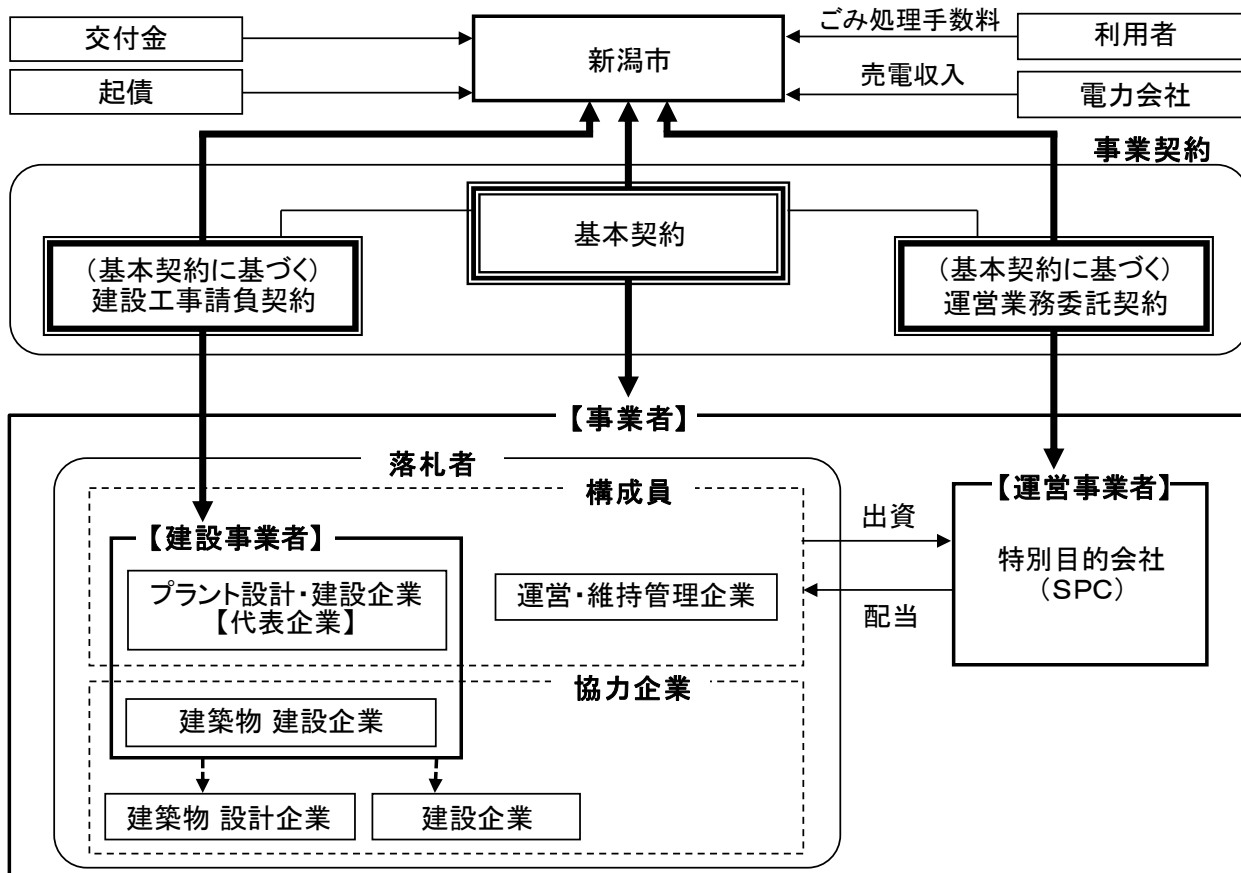 交付金
起債
新潟市
ごみ処理手数料
利用者
売電収入
電力会社
事業契約
基本契約
(基本契約に基づく)
建設工事請負契約
(基本契約に基づく)
運営業務委託契約
【事業者】
落札者
構成員
【建設事業者】
プラント設計・建設企業
【代表企業】
運営・維持管理企業
出資
配当
【運営事業者】
特別目的会社
(SPC)
協力企業
建築物 建設企業
建築物 設計企業
建設企業